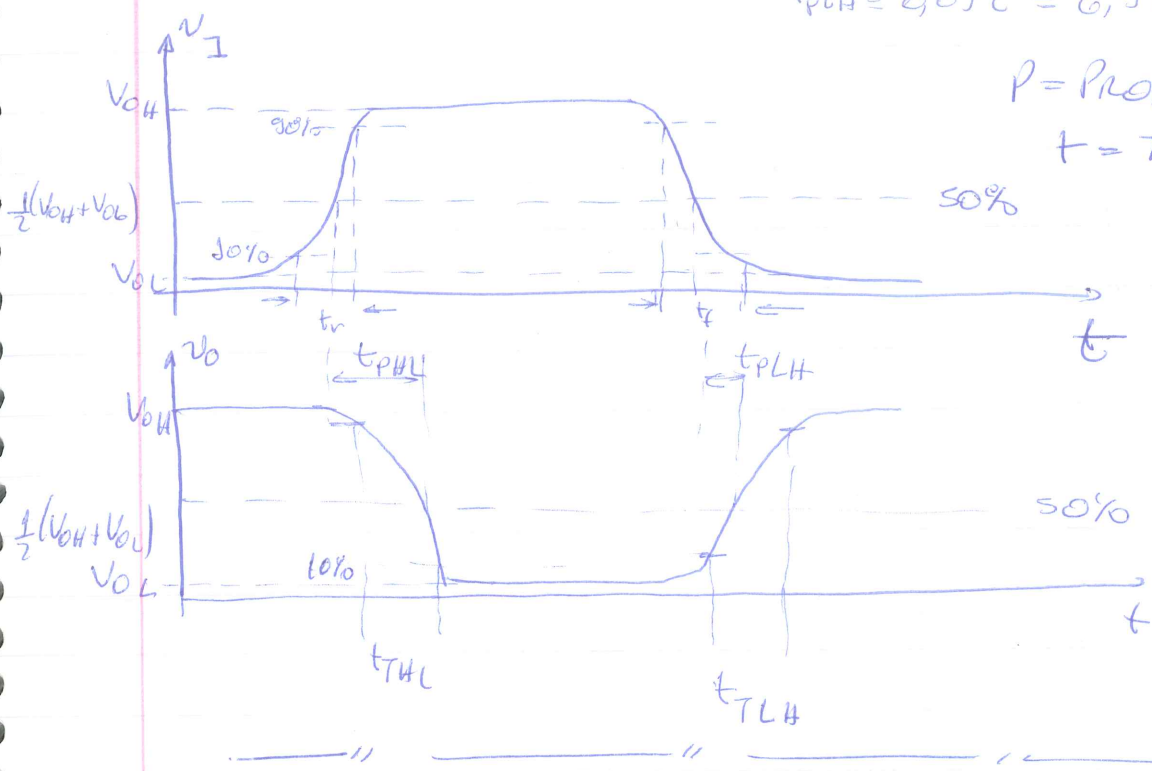 P = PRO
t =
v_I
V_OH
90%
½(V_OH+V_OL)
50%
10%
V_OL
t_r
t_f
t
v_O
t_PHL
t_PLH
V_OH
½(V_OH+V_OL)
50%
10%
V_OL
t
t_THL
t_TLH